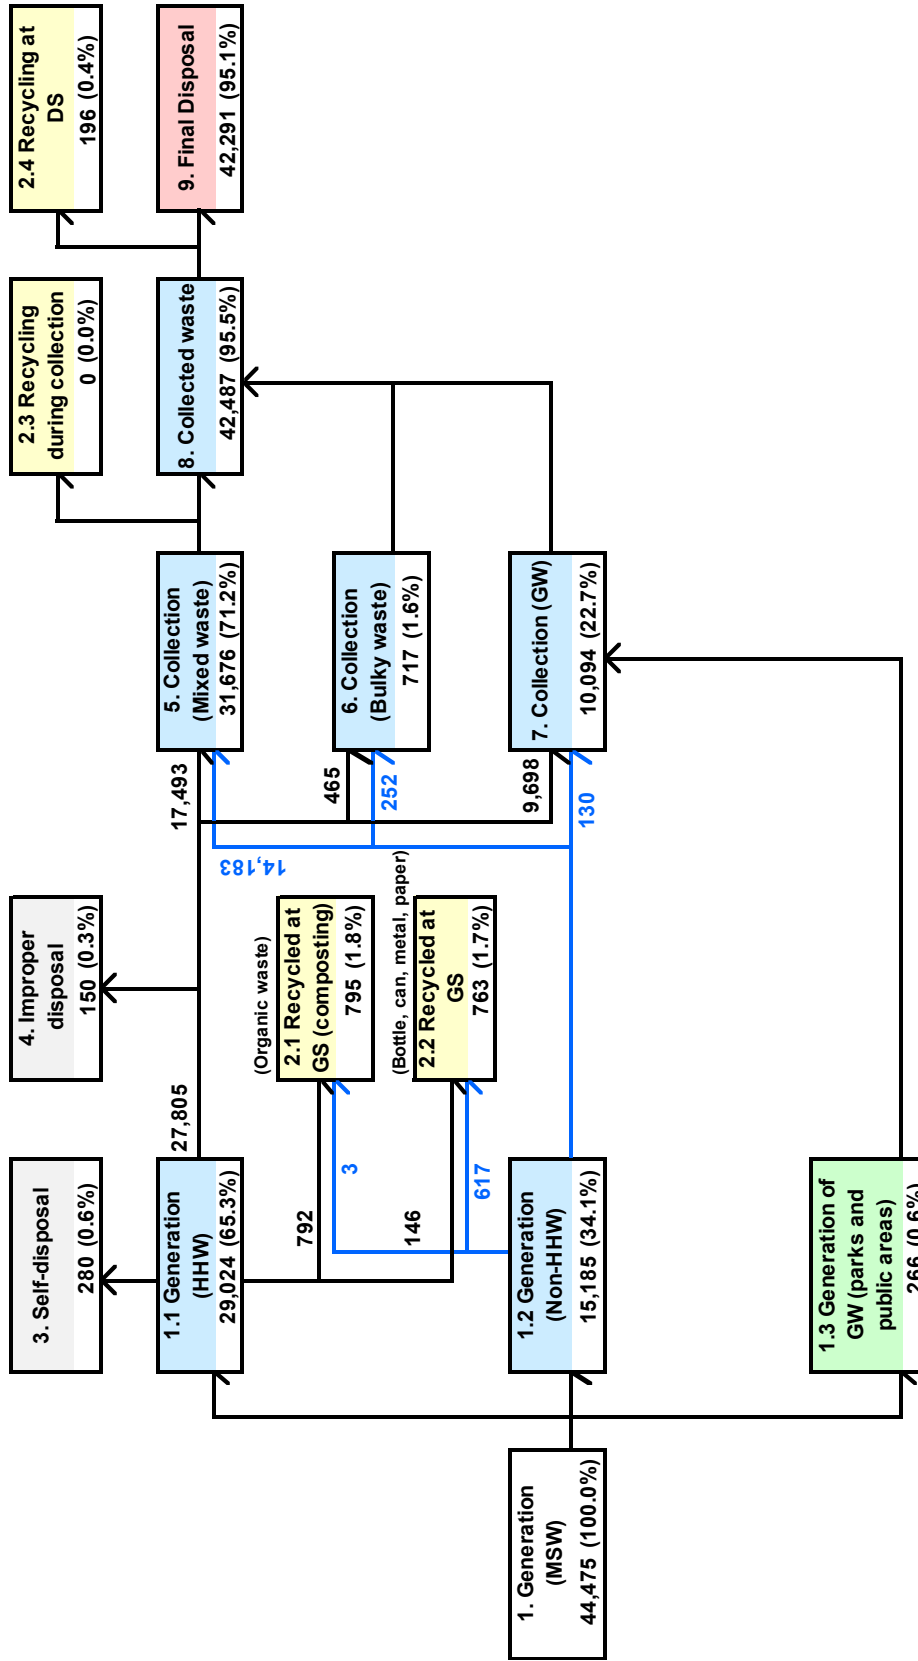 1. Generation
(MSW)
44,475 (100.0%)
3. Self-disposal
280 (0.6%)
1.1 Generation
(HHW)
29,024 (65.3%)
1.2 Generation
(Non-HHW)
15,185 (34.1%)
1.3 Generation of
GW (parks and
public areas)
266 (0.6%)
27,805
792
146
3
617
4. Improper
disposal
150 (0.3%)
(Organic waste)
2.1 Recycled at
GS (composting)
795 (1.8%)
(Bottle, can, metal, paper)
2.2 Recycled at
GS
763 (1.7%)
17,493
14,183
465
252
9,698
130
5. Collection
(Mixed waste)
31,676 (71.2%)
6. Collection
(Bulky waste)
717 (1.6%)
7. Collection (GW)
10,094 (22.7%)
2.3 Recycling
during collection
0 (0.0%)
8. Collected waste
42,487 (95.5%)
2.4 Recycling at
DS
196 (0.4%)
9. Final Disposal
42,291 (95.1%)